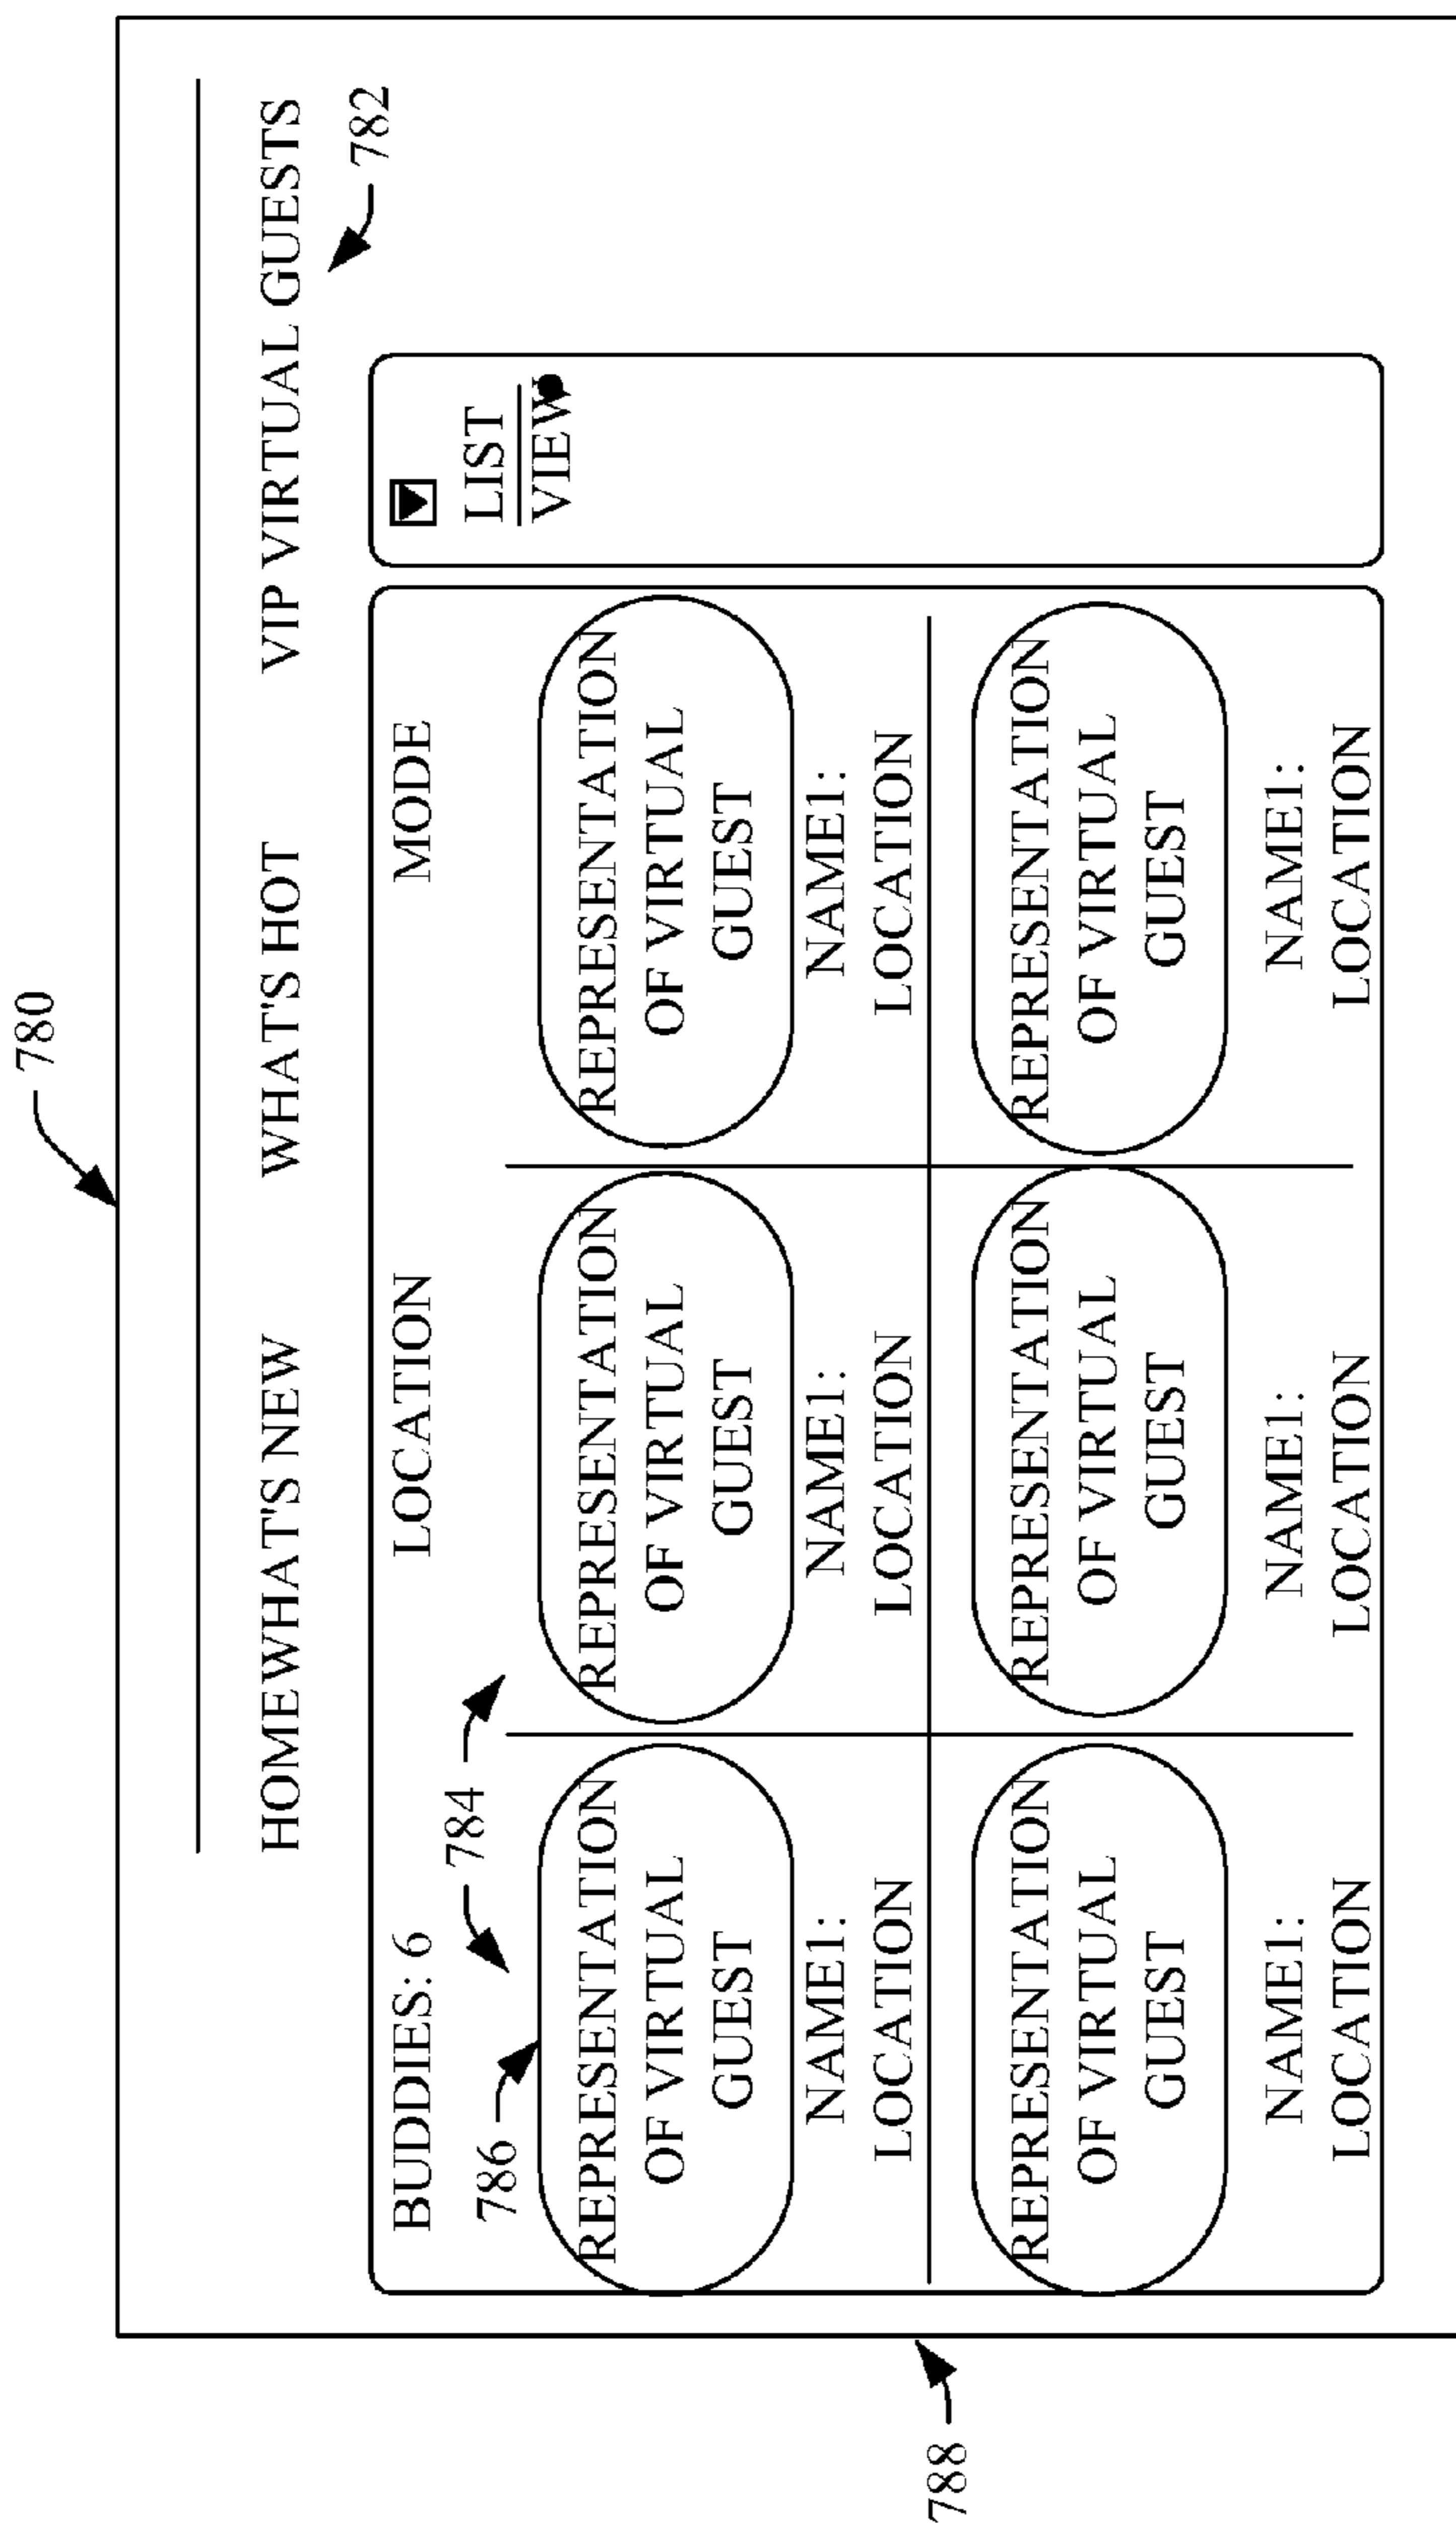 780
HOMEWHAT'S NEW WHAT'S HOT VIP VIRTUAL GUESTS
782
BUDDIES: 6 LOCATION MODE
LIST
VIEW
784
786
REPRESENTATION
OF VIRTUAL
GUEST
NAME1:
LOCATION
REPRESENTATION
OF VIRTUAL
GUEST
NAME1:
LOCATION
REPRESENTATION
OF VIRTUAL
GUEST
NAME1:
LOCATION
788
REPRESENTATION
OF VIRTUAL
GUEST
NAME1:
LOCATION
REPRESENTATION
OF VIRTUAL
GUEST
NAME1:
LOCATION
REPRESENTATION
OF VIRTUAL
GUEST
NAME1:
LOCATION